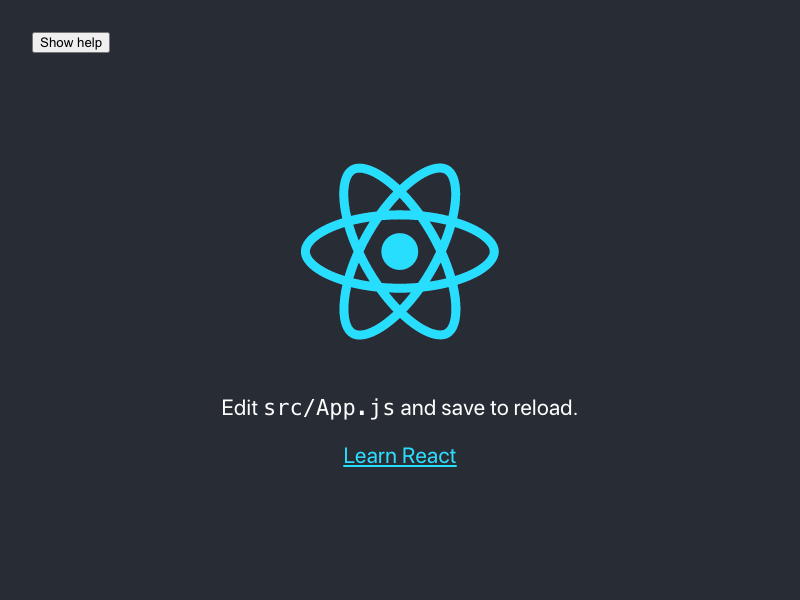 Show help
Edit src/App.js and save to reload.
Learn React